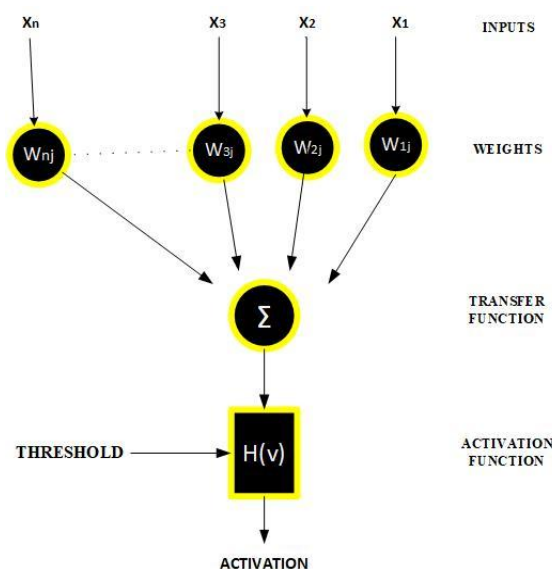 Xn X3 X2 X1 INPUTS
Wnj W3j W2j W1j WEIGHTS
Σ TRANSFER
FUNCTION
THRESHOLD H(v) ACTIVATION
FUNCTION
ACTIVATION